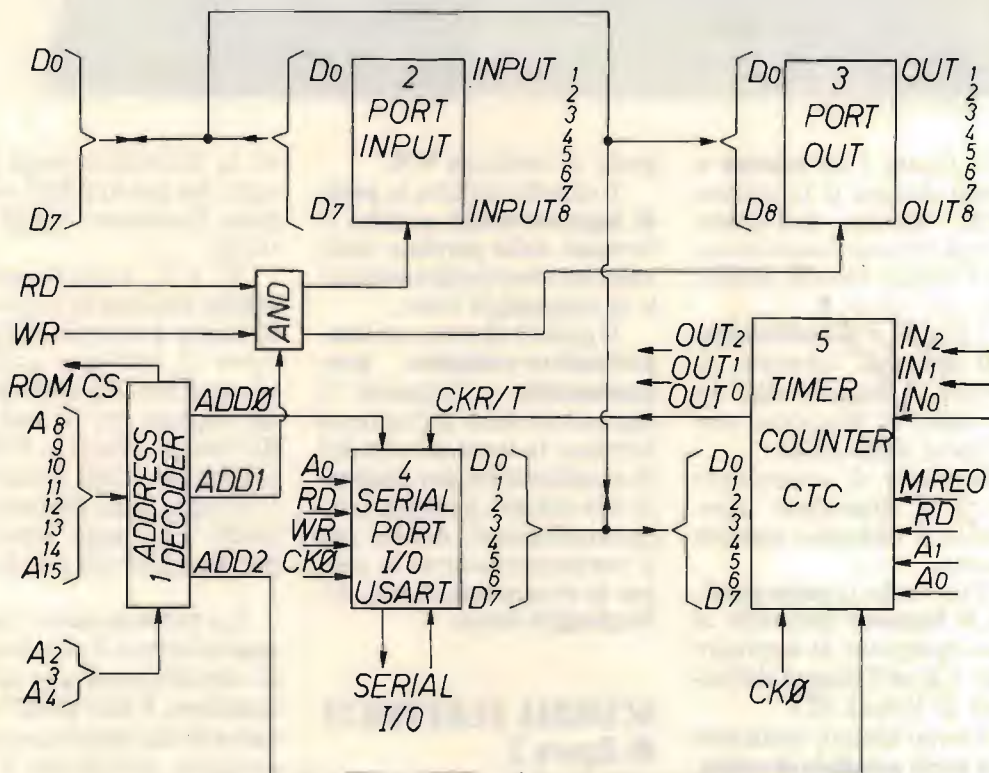 D0
D7
D0
D7
2
PORT
INPUT
INPUT 1
2
3
4
5
6
7
INPUT 8
D0
D8
3
PORT
OUT
OUT 1
2
3
4
5
6
7
OUT 8
RD
WR
AND
ROM CS
A8
9
10
11
12
13
14
A15
A2
3
A4
1 ADDRESS
DECODER
ADDØ
ADD1
ADD2
A0
RD
WR
CKØ
4
SERIAL
PORT
I/O
USART
CKR/T
D0
1
2
3
4
5
6
D7
SERIAL
I/O
OUT2
OUT1
OUT0
D0
1
2
3
4
5
6
D7
5
TIMER
COUNTER
CTC
IN2
IN1
IN0
MREO
RD
A1
A0
CKØ